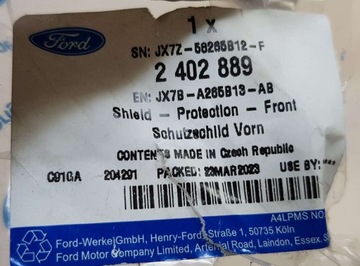 1 x
Ford
SN: JX7Z-58265B12-F
2 402 889
EN: JX7B-A265B13-AB
Shield - Protection - Front
Schutzschild Vorn
CONTENTS MADE IN Czech Republic
C91GA 204291 PACKED: 23MAR2023 USE BY: ***
A4LPMS NO
Ford-Werke GmbH, Henry-Ford-Straße 1, 50735 Köln
Ford Motor Company Limited, Arterial Road, Laindon, Essex